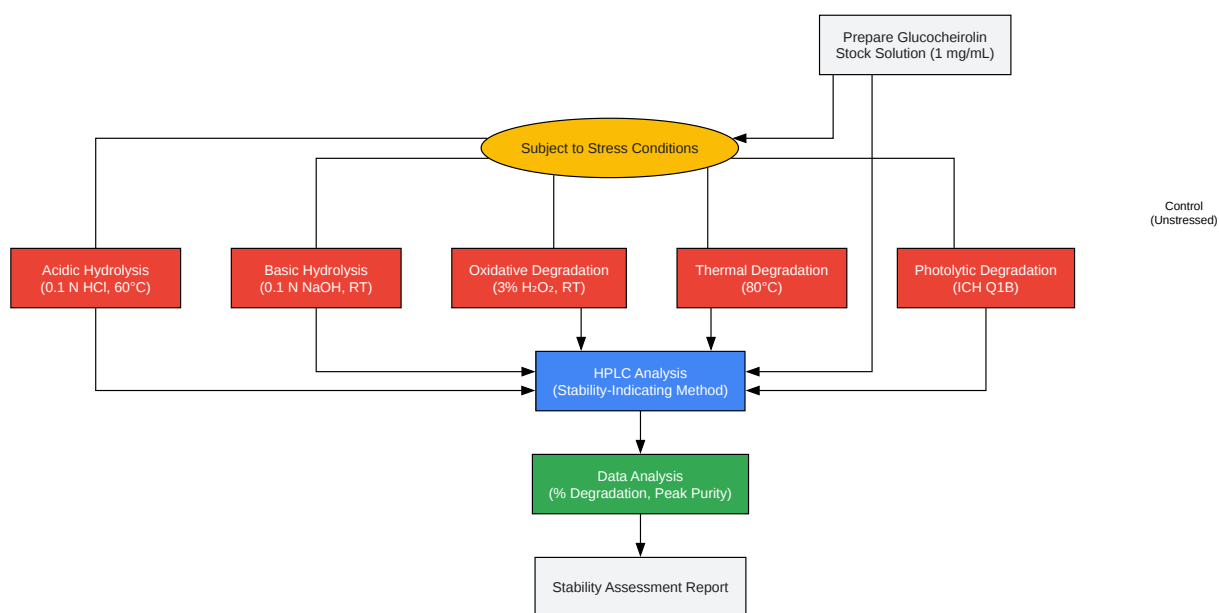 Prepare Glucocheirolin
Stock Solution (1 mg/mL)
Subject to Stress Conditions
Control
(Unstressed)
Acidic Hydrolysis
(0.1 N HCl, 60°C)
Basic Hydrolysis
(0.1 N NaOH, RT)
Oxidative Degradation
(3% H₂O₂, RT)
Thermal Degradation
(80°C)
Photolytic Degradation
(ICH Q1B)
HPLC Analysis
(Stability-Indicating Method)
Data Analysis
(% Degradation, Peak Purity)
Stability Assessment Report